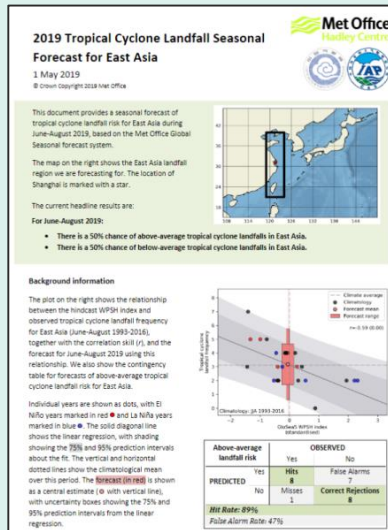 2019 Tropical Cyclone Landfall Seasonal
Forecast for East Asia
1 May 2019
© Crown Copyright 2019 Met Office
Met Office
Hadley Centre
IAP
This document provides a seasonal forecast of
tropical cyclone landfall risk for East Asia during
June-August 2019, based on the Met Office Global
Seasonal forecast system.
The map on the right shows the East Asia landfall
region we are forecasting for. The location of
Shanghai is marked with a star.
The current headline results are:
For June-August 2019:
• There is a 50% chance of above-average tropical cyclone landfalls in East Asia.
• There is a 50% chance of below-average tropical cyclone landfalls in East Asia.
Background information
The plot on the right shows the relationship
between the hindcast WPSH index and
observed tropical cyclone landfall frequency
for East Asia (June-August 1993-2016),
together with the correlation skill (r), and the
forecast for June-August 2019 using this
relationship. We also show the contingency
table for forecasts of above-average tropical
cyclone landfall risk for East Asia.
Individual years are shown as dots, with El
Niño years marked in red and La Niña years
marked in blue. The solid diagonal line
shows the linear regression, with shading
showing the 75% and 95% prediction intervals
about the fit. The vertical and horizontal
dotted lines show the climatological mean
over this period. The forecast (in red) is shown
as a central estimate (with vertical line),
with uncertainty boxes showing the 75% and
95% prediction intervals from the linear
regression.
Climate average
Climatology
Forecast mean
Forecast range
Tropical cyclone
landfall frequency
Climatology: JJA 1993-2016
GloSea5 WPSH index
(standardised)
Above-average
landfall risk
OBSERVED
Yes No
PREDICTED
Yes
Hits
8
False Alarms
7
No
Misses
1
Correct Rejections
8
Hit Rate: 89%
False Alarm Rate: 47%